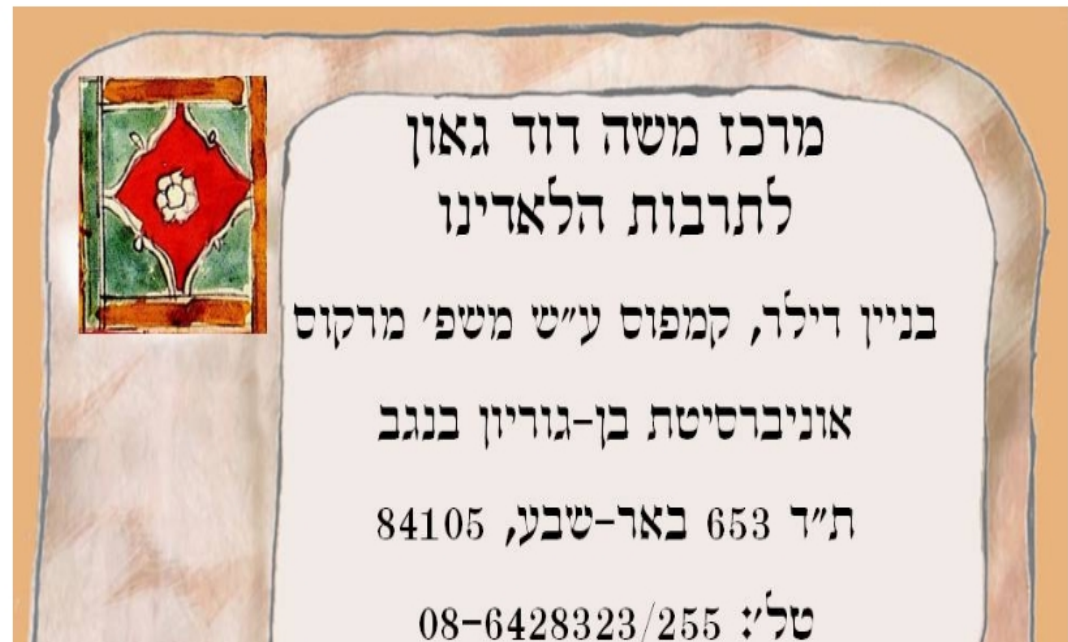 מרכז משה דוד גאון
לתרבות הלאדינו
בניין דילר, קמפוס ע״ש משפ׳ מרקוס
אוניברסיטת בן-גוריון בנגב
ת״ד 653 באר-שבע, 84105
טל׳: 08-6428323/255